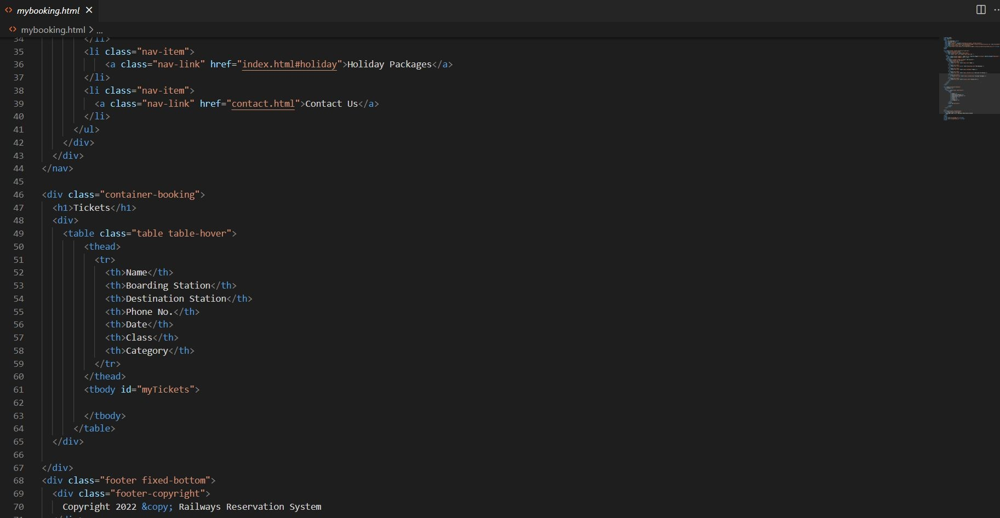 mybooking.html
mybooking.html > ...
34 </li>
35 <li class="nav-item">
36 <a class="nav-link" href="index.html#holiday">Holiday Packages</a>
37 </li>
38 <li class="nav-item">
39 <a class="nav-link" href="contact.html">Contact Us</a>
40 </li>
41 </ul>
42 </div>
43 </div>
44 </nav>
45
46 <div class="container-booking">
47 <h1>Tickets</h1>
48 <div>
49 <table class="table table-hover">
50 <thead>
51 <tr>
52 <th>Name</th>
53 <th>Boarding Station</th>
54 <th>Destination Station</th>
55 <th>Phone No.</th>
56 <th>Date</th>
57 <th>Class</th>
58 <th>Category</th>
59 </tr>
60 </thead>
61 <tbody id="myTickets">
62
63 </tbody>
64 </table>
65 </div>
66
67 </div>
68 <div class="footer fixed-bottom">
69 <div class="footer-copyright">
70 Copyright 2022 &copy; Railways Reservation System